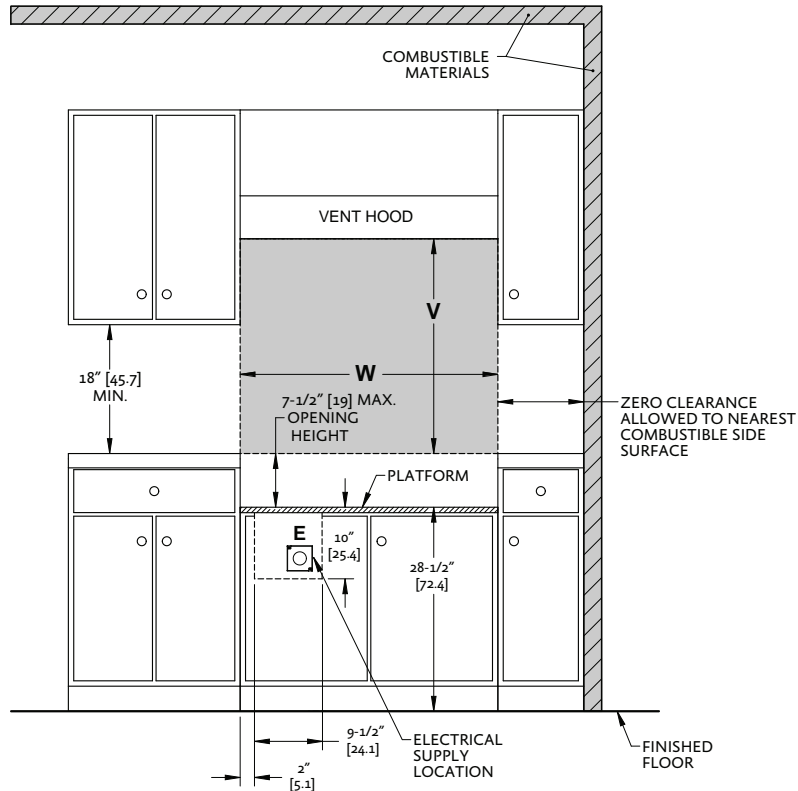 COMBUSTIBLE
MATERIALS
VENT HOOD
V
18" [45.7]
MIN.
W
7-1/2" [19] MAX.
OPENING
HEIGHT
ZERO CLEARANCE
ALLOWED TO NEAREST
COMBUSTIBLE SIDE
SURFACE
PLATFORM
E
10"
[25.4]
28-1/2"
[72.4]
9-1/2"
[24.1]
2"
[5.1]
ELECTRICAL
SUPPLY
LOCATION
FINISHED
FLOOR